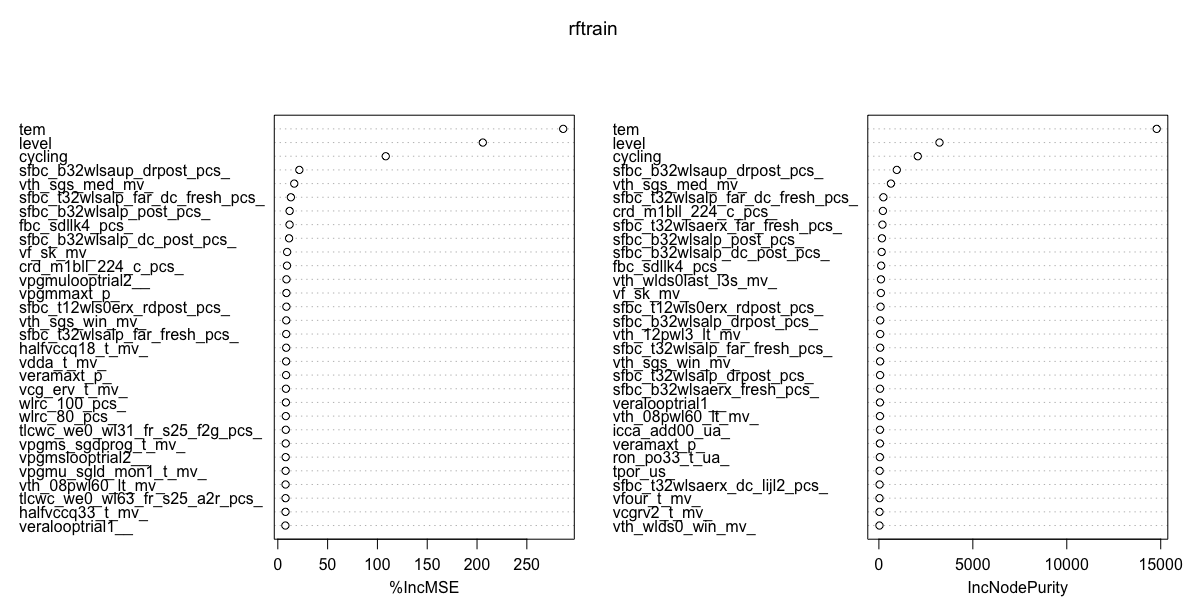 rftrain
tem
level
cycling
sfbc_b32wlsaup_drpost_pcs_
vth_sgs_med_mv_
sfbc_t32wlsalp_far_dc_fresh_pcs_
sfbc_b32wlsalp_post_pcs_
fbc_sdllk4_pcs_
sfbc_b32wlsalp_dc_post_pcs_
vf_sk_mv_
crd_m1bll_224_c_pcs_
vpgmulooptrial2__
vpgmmaxt_p_
sfbc_t12wls0erx_rdpost_pcs_
vth_sgs_win_mv_
sfbc_t32wlsalp_far_fresh_pcs_
halfvccq18_t_mv_
vdda_t_mv_
veramaxt_p_
vcg_erv_t_mv_
wlrc_100_pcs_
wlrc_80_pcs_
tlcwc_we0_wl31_fr_s25_f2g_pcs_
vpgms_sgdprog_t_mv_
vpgmslooptrial2__
vpgmu_sgld_mon1_t_mv_
vth_08pwl60_lt_mv_
tlcwc_we0_wl63_fr_s25_a2r_pcs_
halfvccq33_t_mv_
veralooptrial1__
0 50 100 150 200 250
%IncMSE
tem
level
cycling
sfbc_b32wlsaup_drpost_pcs_
vth_sgs_med_mv_
sfbc_t32wlsalp_far_dc_fresh_pcs_
crd_m1bll_224_c_pcs_
sfbc_t32wlsaerx_far_fresh_pcs_
sfbc_b32wlsalp_post_pcs_
sfbc_b32wlsalp_dc_post_pcs_
fbc_sdllk4_pcs_
vth_wlds0last_l3s_mv_
vf_sk_mv_
sfbc_t12wls0erx_rdpost_pcs_
sfbc_b32wlsalp_drpost_pcs_
vth_12pwl3_lt_mv_
sfbc_t32wlsalp_far_fresh_pcs_
vth_sgs_win_mv_
sfbc_t32wlsalp_drpost_pcs_
sfbc_b32wlsaerx_fresh_pcs_
veralooptrial1__
vth_08pwl60_lt_mv_
icca_add00_ua_
veramaxt_p_
ron_po33_t_ua_
tpor_us_
sfbc_t32wlsaerx_dc_lijl2_pcs_
vfour_t_mv_
vcgrv2_t_mv_
vth_wlds0_win_mv_
0 5000 10000 15000
IncNodePurity